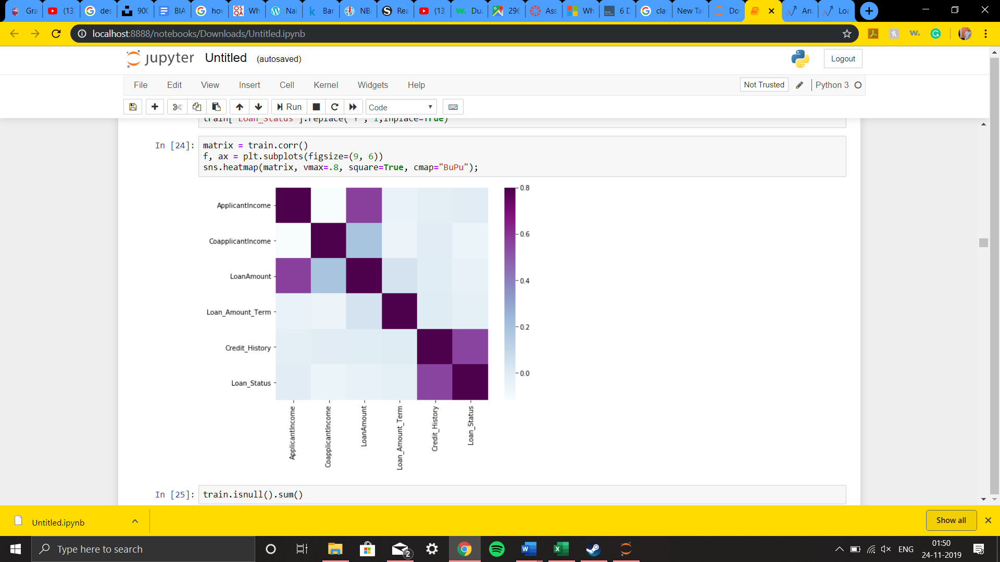 Gra
(13
des
900
BIA
hov
Wh
Nai
Bar
NB
Rea
(13
Du
296
Ass
Wh
6 D
cla
New Ta
Do
An
Loa
localhost:8888/notebooks/Downloads/Untitled.ipynb
jupyter Untitled (autosaved)
Logout
File Edit View Insert Cell Kernel Widgets Help
Not Trusted
Python 3
Run
Code
train['Loan_Status'].replace('Y', 1,inplace=True)
In [24]:
matrix = train.corr()
f, ax = plt.subplots(figsize=(9, 6))
sns.heatmap(matrix, vmax=.8, square=True, cmap="BuPu");
ApplicantIncome
CoapplicantIncome
LoanAmount
Loan_Amount_Term
Credit_History
Loan_Status
ApplicantIncome
CoapplicantIncome
LoanAmount
Loan_Amount_Term
Credit_History
Loan_Status
0.8
0.6
0.4
0.2
0.0
In [25]:
train.isnull().sum()
Untitled.ipynb
Show all
Type here to search
2
ENG
01:50
24-11-2019